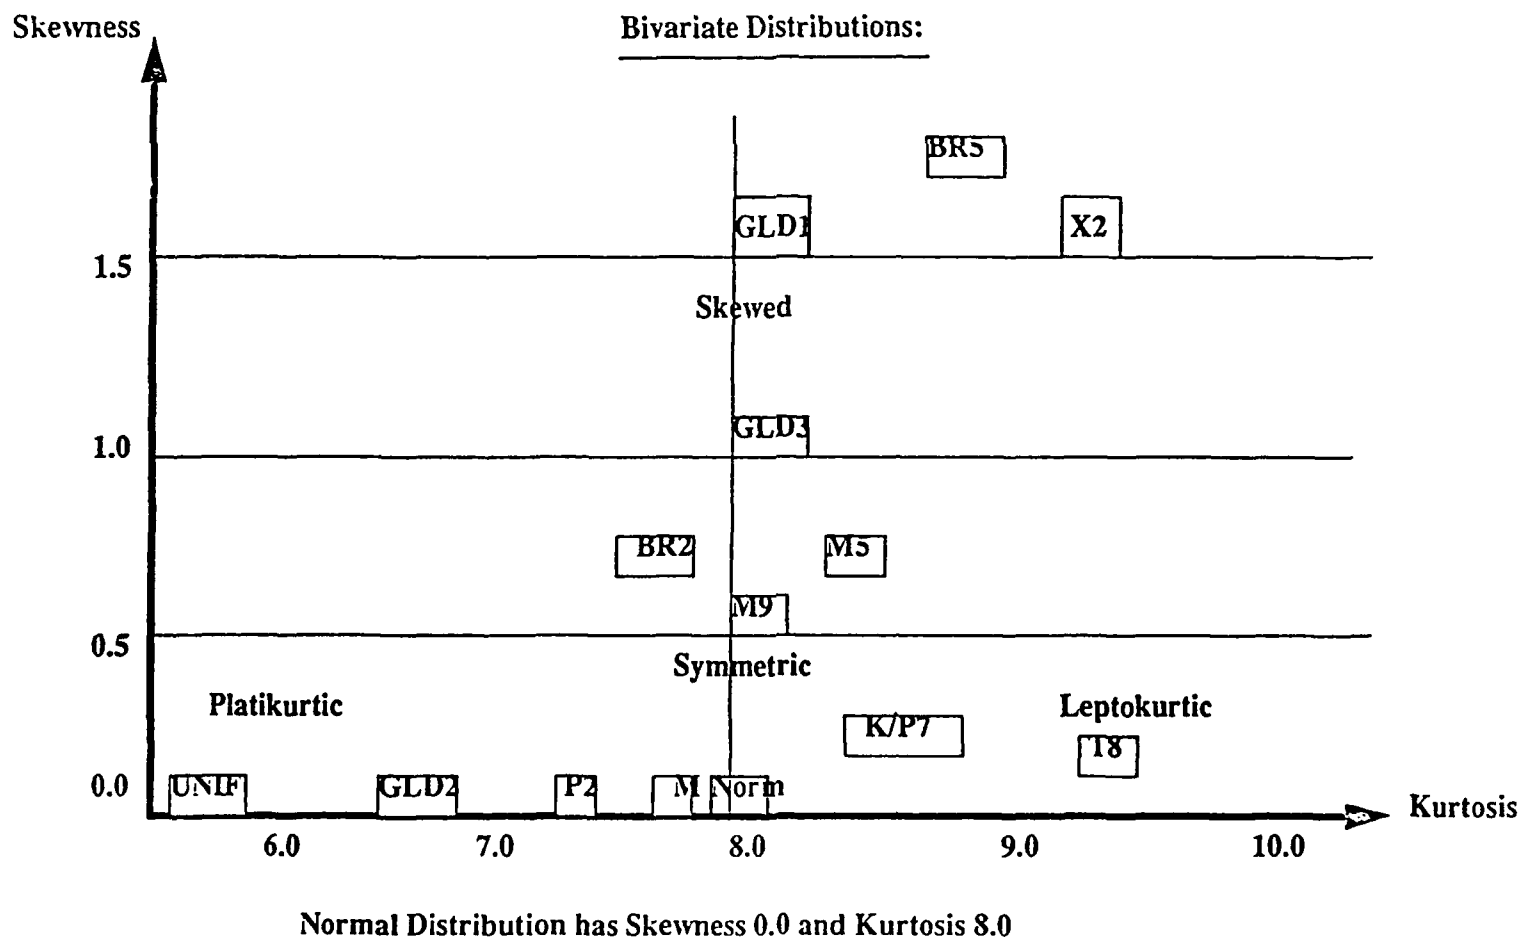 Skewness
Bivariate Distributions:
BR5
GLD1
X2
1.5
Skewed
GLD3
1.0
BR2
M5
M9
0.5
Symmetric
Platikurtic
Leptokurtic
K/P7
T8
0.0
UNIF
GLD2
P2
M
Norm
Kurtosis
6.0 7.0 8.0 9.0 10.0
Normal Distribution has Skewness 0.0 and Kurtosis 8.0